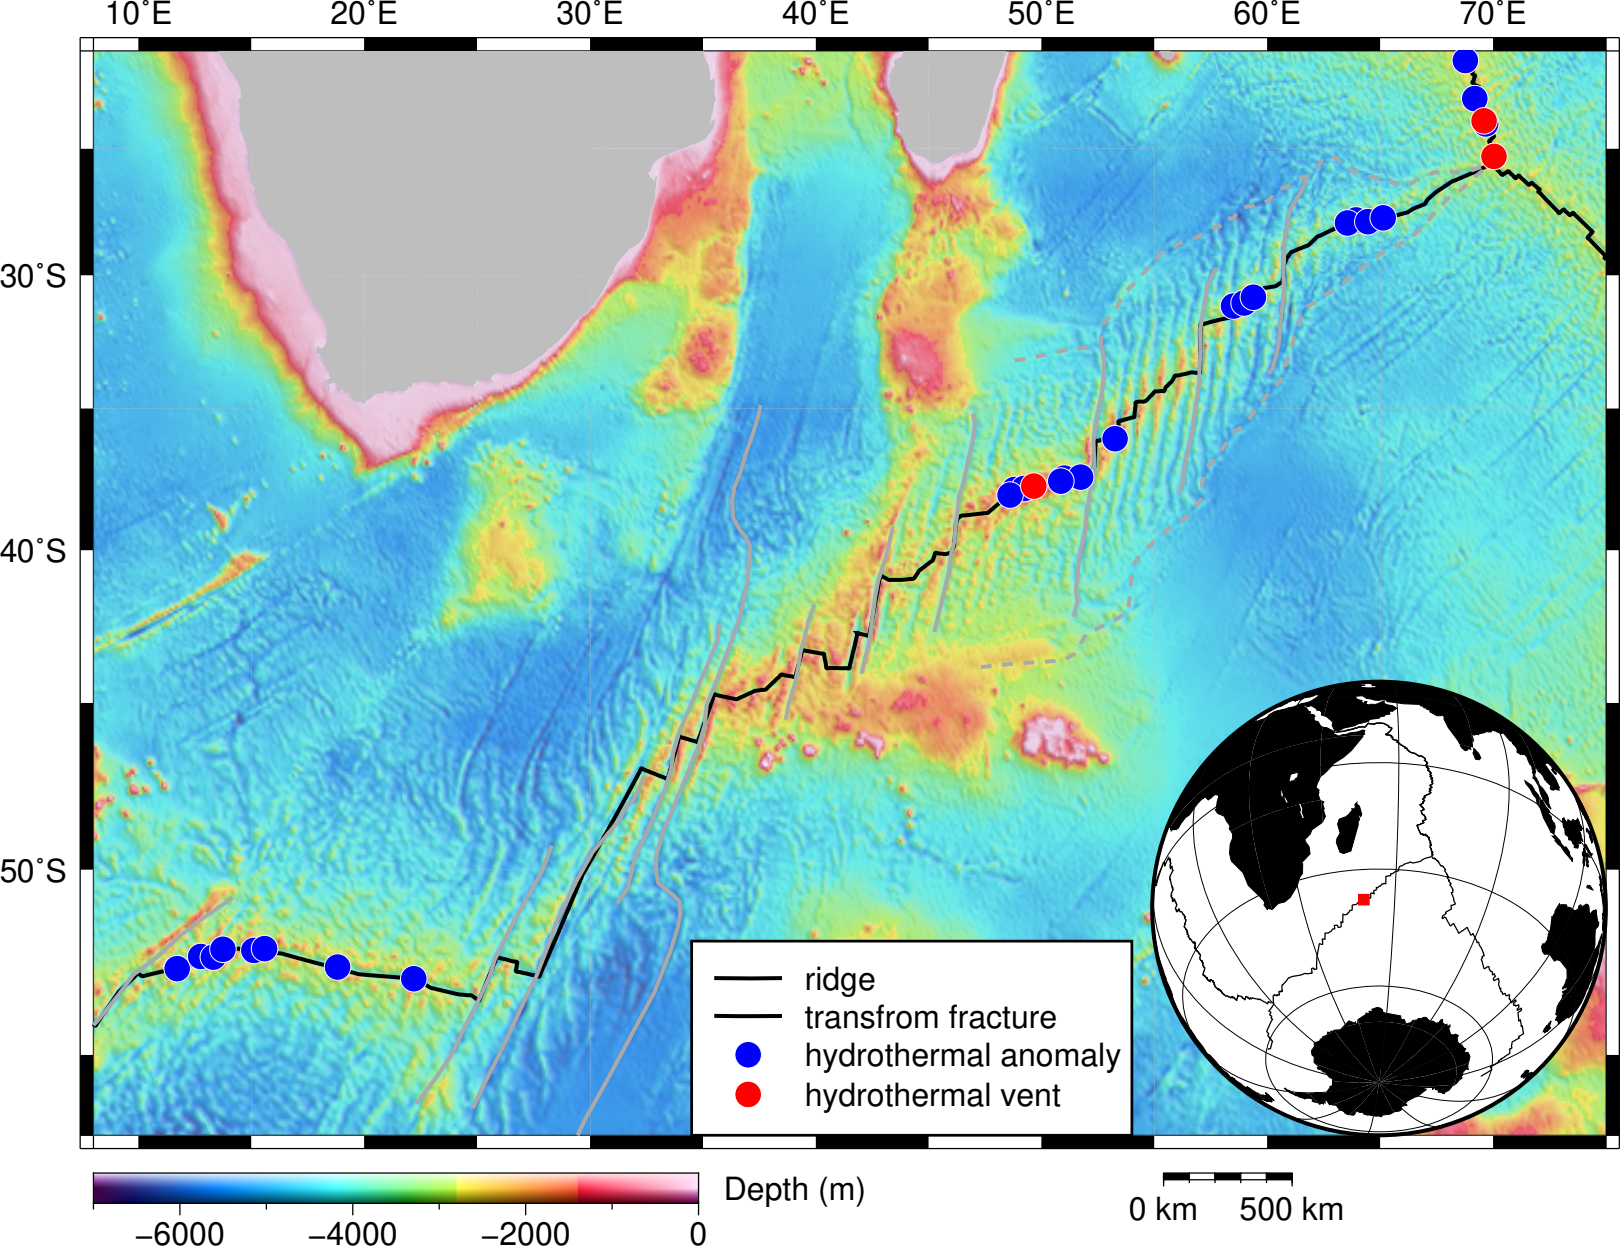 10˚E 20˚E 30˚E 40˚E 50˚E 60˚E 70˚E
30˚S
40˚S
50˚S
ridge
transfrom fracture
hydrothermal anomaly
hydrothermal vent
Depth (m)
−6000 −4000 −2000 0
0 km 500 km